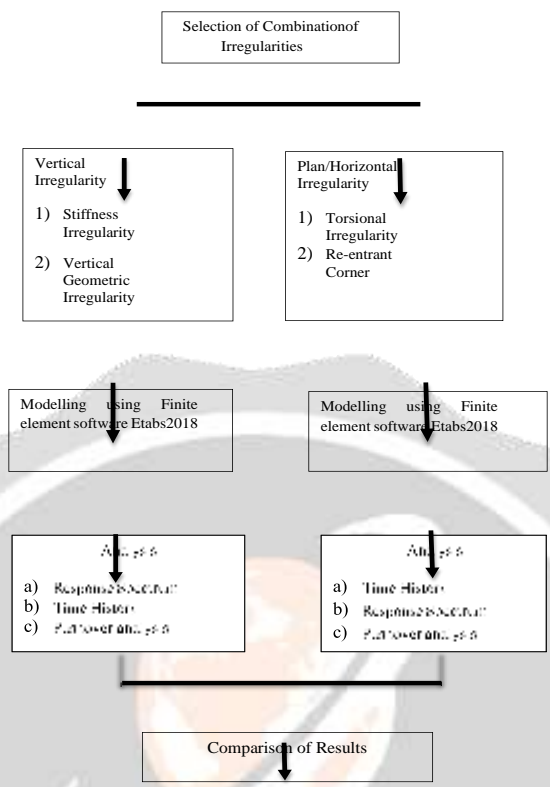 Selection of Combinationof
Irregularities
Vertical
Irregularity
1) Stiffness
Irregularity
2) Vertical
Geometric
Irregularity
Plan/Horizontal
Irregularity
1) Torsional
Irregularity
2) Re-entrant
Corner
Modelling using Finite
element software Etabs2018
Modelling using Finite
element software Etabs2018
a) Response
b) Time History
c)
a) Time History
b) Response
c)
Comparison of Results